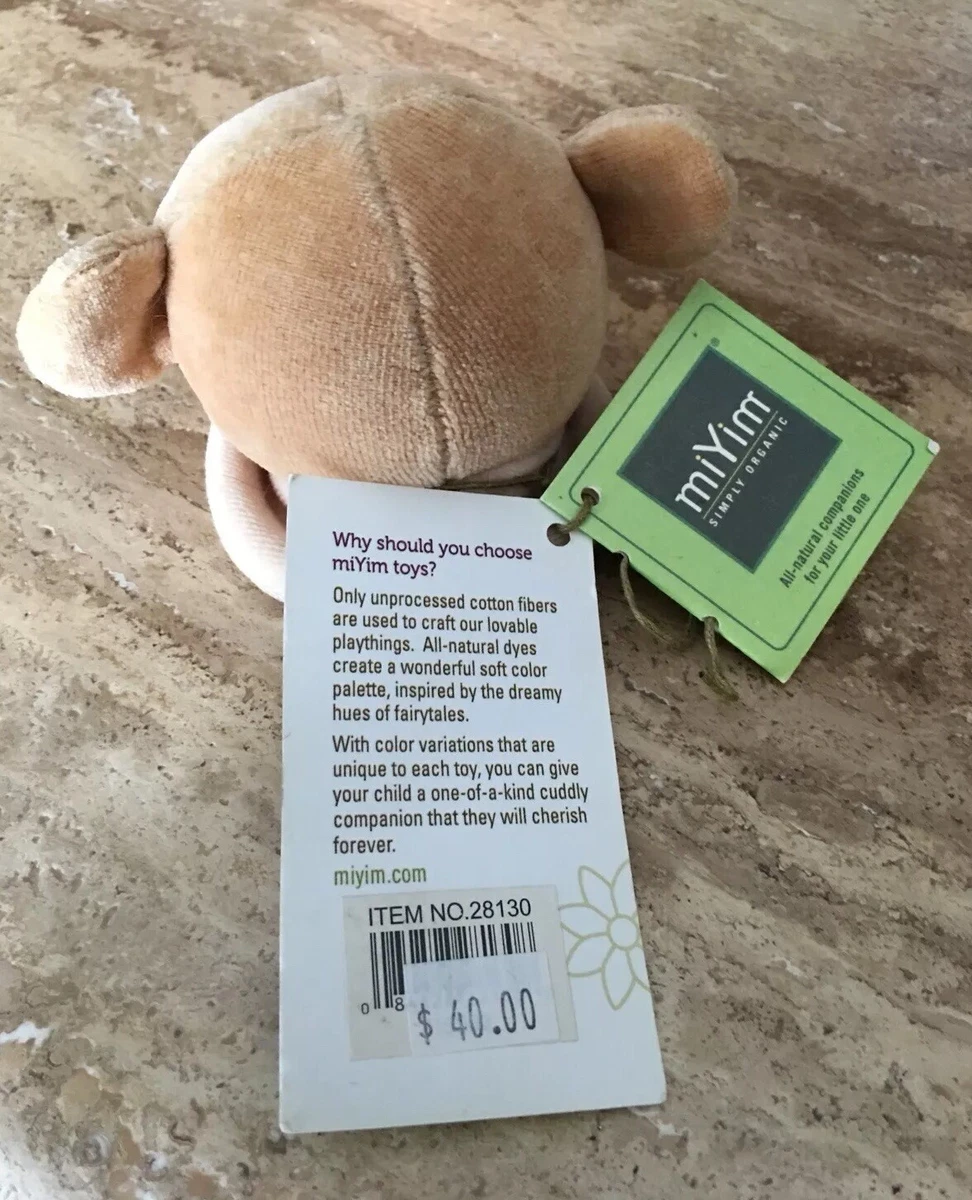 Why should you choose
miYim toys?
Only unprocessed cotton fibers
are used to craft our lovable
playthings. All-natural dyes
create a wonderful soft color
palette, inspired by the dreamy
hues of fairytales.
With color variations that are
unique to each toy, you can give
your child a one-of-a-kind cuddly
companion that they will cherish
forever.
miyim.com
ITEM NO.28130
0 8
$ 40.00
miYim
SIMPLY ORGANIC
All-natural companions
for your little one